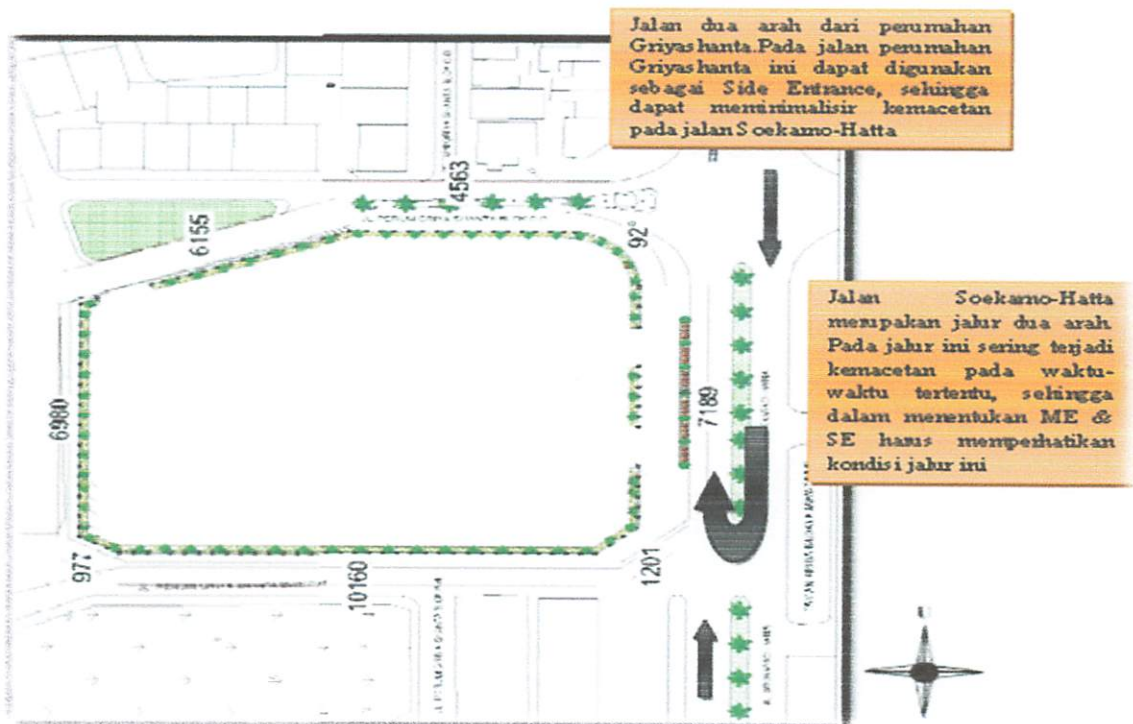 Jalan dua arah dari perumahan
Griyashanta.Pada jalan perumahan
Griyashanta ini dapat digunakan
sebagai Side Entrance, sehingga
dapat meminimalisir kemacetan
pada jalan Soekarno-Hatta
4563
6155
92°
Jalan Soekarno-Hatta
merupakan jalur dua arah
Pada jalur ini sering terjadi
kemacetan pada waktu-
waktu tertentu, sehingga
dalam menentukan ME &
SE harus memperhatikan
kondisi jalur ini
6980
7189
977
10160
1201